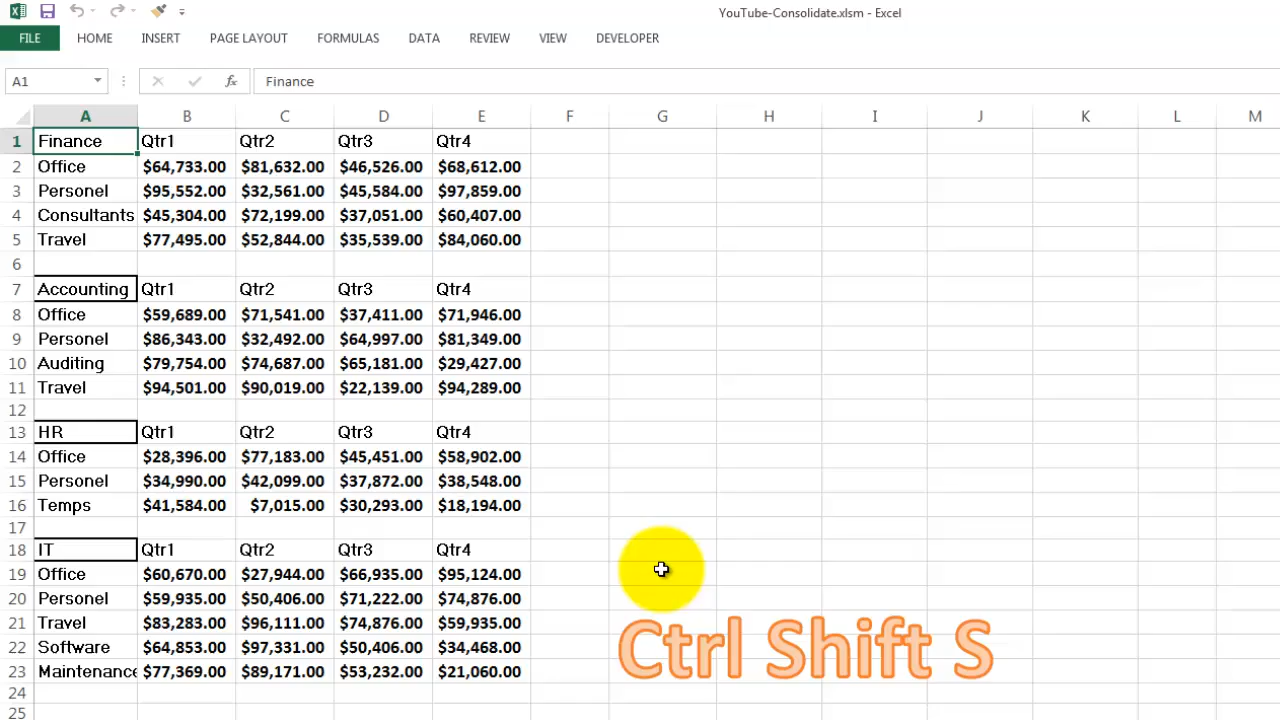 YouTube-Consolidate.xlsm - Excel
FILE HOME INSERT PAGE LAYOUT FORMULAS DATA REVIEW VIEW DEVELOPER
A1 fx Finance
A B C D E F G H I J K L M
1 Finance Qtr1 Qtr2 Qtr3 Qtr4
2 Office $64,733.00 $81,632.00 $46,526.00 $68,612.00
3 Personel $95,552.00 $32,561.00 $45,584.00 $97,859.00
4 Consultants $45,304.00 $72,199.00 $37,051.00 $60,407.00
5 Travel $77,495.00 $52,844.00 $35,539.00 $84,060.00
6
7 Accounting Qtr1 Qtr2 Qtr3 Qtr4
8 Office $59,689.00 $71,541.00 $37,411.00 $71,946.00
9 Personel $86,343.00 $32,492.00 $64,997.00 $81,349.00
10 Auditing $79,754.00 $74,687.00 $65,181.00 $29,427.00
11 Travel $94,501.00 $90,019.00 $22,139.00 $94,289.00
12
13 HR Qtr1 Qtr2 Qtr3 Qtr4
14 Office $28,396.00 $77,183.00 $45,451.00 $58,902.00
15 Personel $34,990.00 $42,099.00 $37,872.00 $38,548.00
16 Temps $41,584.00 $7,015.00 $30,293.00 $18,194.00
17
18 IT Qtr1 Qtr2 Qtr3 Qtr4
19 Office $60,670.00 $27,944.00 $66,935.00 $95,124.00
20 Personel $59,935.00 $50,406.00 $71,222.00 $74,876.00
21 Travel $83,283.00 $96,111.00 $74,876.00 $59,935.00
22 Software $64,853.00 $97,331.00 $50,406.00 $34,468.00
23 Maintenance $77,369.00 $89,171.00 $53,232.00 $21,060.00
24
25
Ctrl Shift S